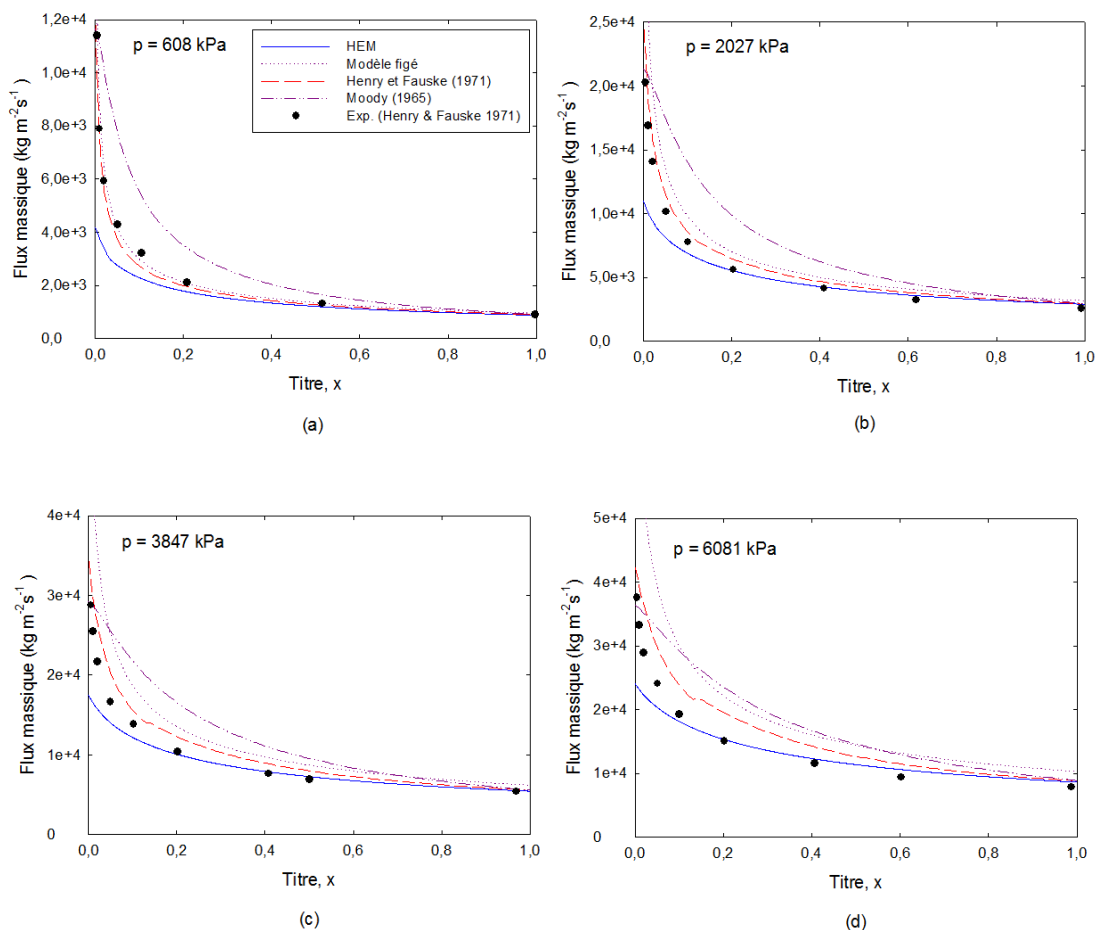 p = 608 kPa
HEM
Modèle figé
Henry et Fauske (1971)
Moody (1965)
Exp. (Henry & Fauske 1971)
Flux massique (kg m⁻²s⁻¹ )
1,2e+4
1,0e+4
8,0e+3
6,0e+3
4,0e+3
2,0e+3
0,0
0,0 0,2 0,4 0,6 0,8 1,0
Titre, x
(a)
p = 2027 kPa
Flux massique (kg m⁻²s⁻¹ )
2,5e+4
2,0e+4
1,5e+4
1,0e+4
5,0e+3
0,0
0,0 0,2 0,4 0,6 0,8 1,0
Titre, x
(b)
p = 3847 kPa
Flux massique (kg m⁻²s⁻¹ )
4e+4
3e+4
2e+4
1e+4
0
0,0 0,2 0,4 0,6 0,8 1,0
Titre, x
(c)
p = 6081 kPa
Flux massique (kg m⁻²s⁻¹ )
5e+4
4e+4
3e+4
2e+4
1e+4
0
0,0 0,2 0,4 0,6 0,8 1,0
Titre, x
(d)